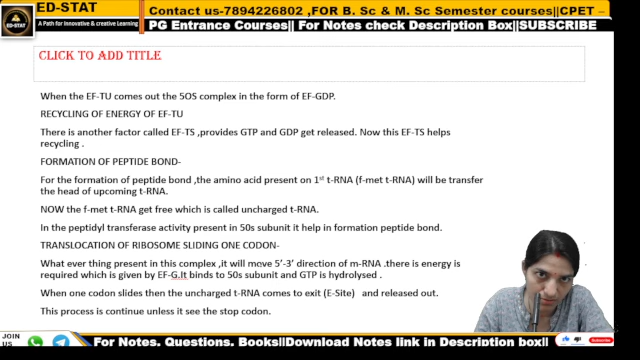 ED-STAT
A Path for Innovative & creative Learning
ED-STAT
Contact us-7894226802 ,FOR B. Sc & M. Sc Semester courses||CPET –
PG Entrance Courses|| For Notes check Description Box||SUBSCRIBE
CLICK TO ADD TITLE
When the EF-TU comes out the 5OS complex in the form of EF-GDP.
RECYCLING OF ENERGY OF EF-TU
There is another factor called EF-TS ,provides GTP and GDP get released. Now this EF-TS helps
recycling .
FORMATION OF PEPTIDE BOND-
For the formation of peptide bond ,the amino acid present on 1st t-RNA (f-met t-RNA) will be transfer
the head of upcoming t-RNA.
NOW the f-met t-RNA get free which is called uncharged t-RNA.
In the peptidyl transferase activity present in 50s subunit it help in formation peptide bond.
TRANSLOCATION OF RIBOSOME SLIDING ONE CODON-
What ever thing present in this complex ,it will move 5’-3’ direction of m-RNA .there is energy is
required which is given by EF-G.It binds to 50s subunit and GTP is hydrolysed .
When one codon slides then the uncharged t-RNA comes to exit (E-Site) and released out.
This process is continue unless it see the stop codon.
JOIN
US
For Notes, Questions, Books||Download Notes link in Description box||
Subscribe